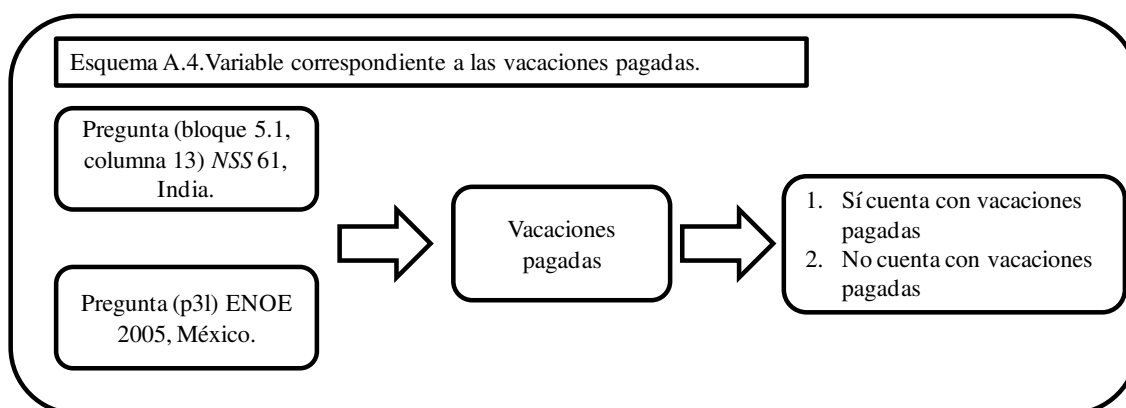 Esquema A.4.Variable correspondiente a las vacaciones pagadas.
Pregunta (bloque 5.1,
columna 13) NSS 61,
India.
Pregunta (p3l) ENOE
2005, México.
Vacaciones
pagadas
1. Sí cuenta con vacaciones
pagadas
2. No cuenta con vacaciones
pagadas